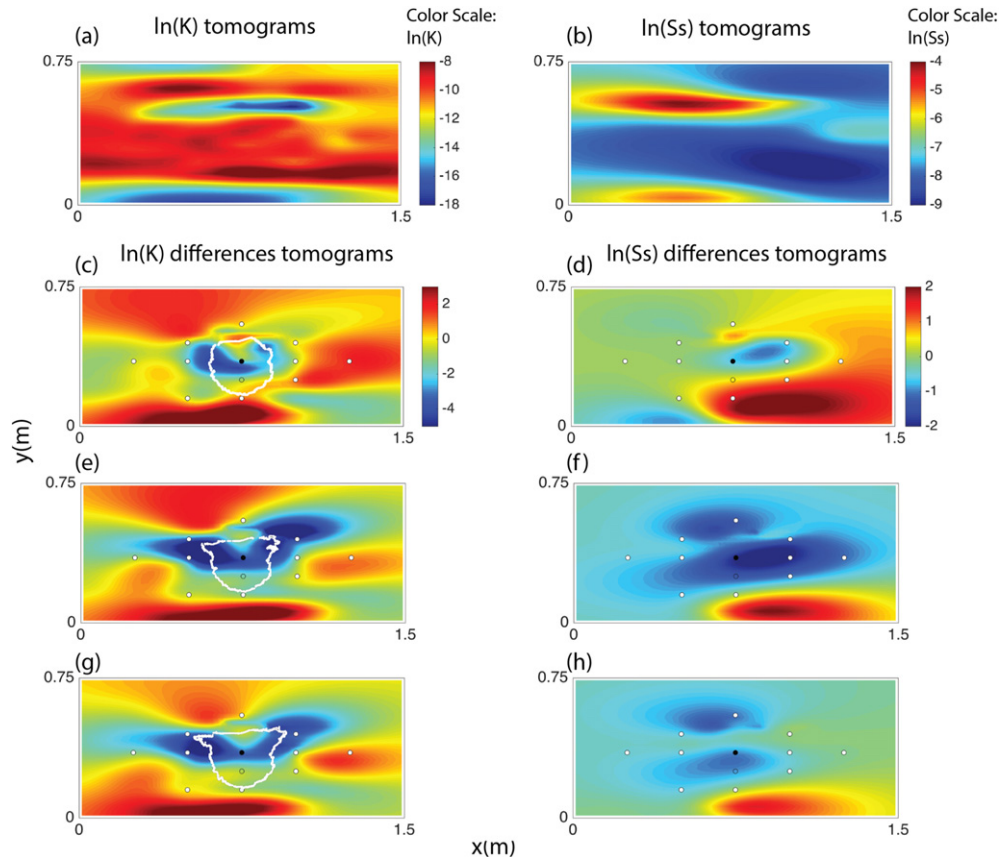 ln(K) tomograms
Color Scale:
ln(K)
ln(Ss) tomograms
Color Scale:
ln(Ss)
(a)
0.75
0
0
1.5
-8
-10
-12
-14
-16
-18
(b)
0.75
0
0
1.5
-4
-5
-6
-7
-8
-9
ln(K) differences tomograms
ln(Ss) differences tomograms
(c)
0.75
0
0
1.5
2
0
-2
-4
(d)
0.75
0
0
1.5
2
1
0
-1
-2
y(m)
(e)
0.75
0
0
1.5
(f)
0.75
0
0
1.5
(g)
0.75
0
0
1.5
(h)
0.75
0
0
1.5
x(m)